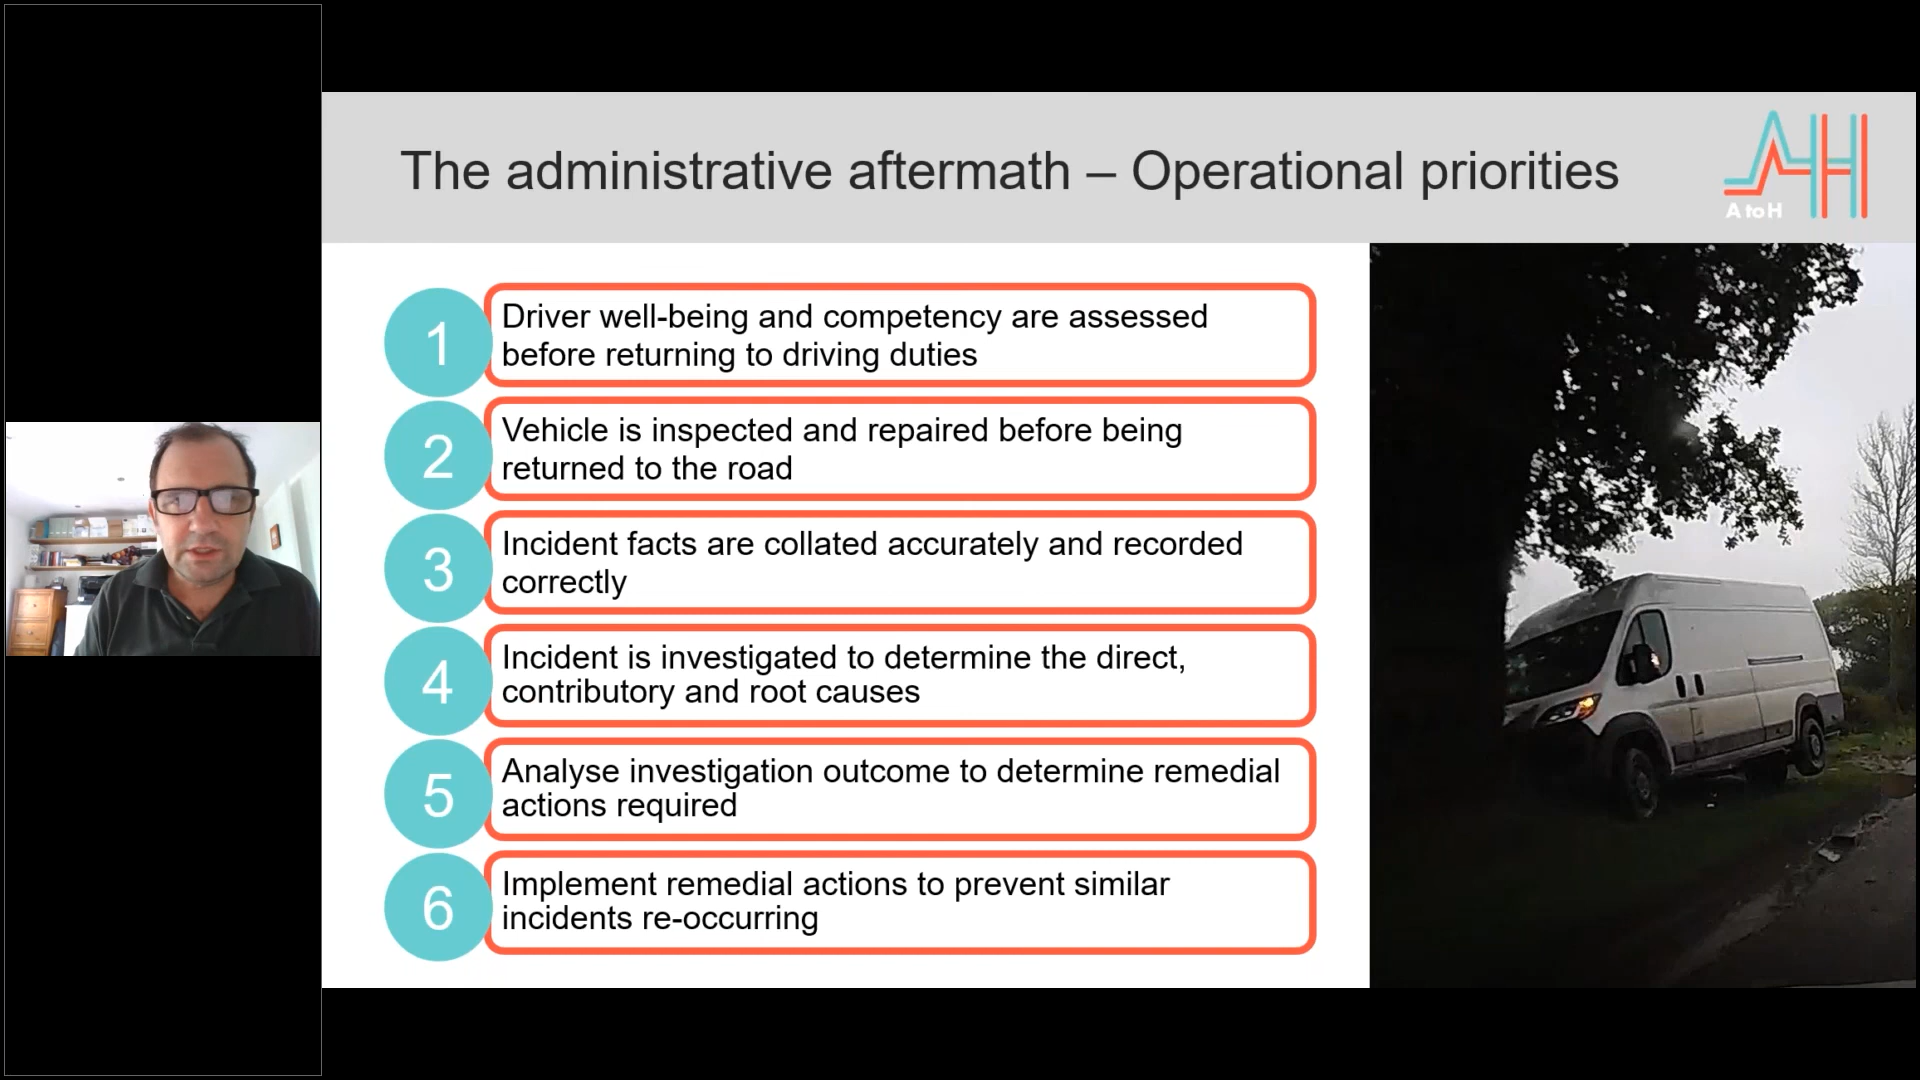 The administrative aftermath – Operational priorities
A to H
1
Driver well-being and competency are assessed
before returning to driving duties
2
Vehicle is inspected and repaired before being
returned to the road
3
Incident facts are collated accurately and recorded
correctly
4
Incident is investigated to determine the direct,
contributory and root causes
5
Analyse investigation outcome to determine remedial
actions required
6
Implement remedial actions to prevent similar
incidents re-occurring